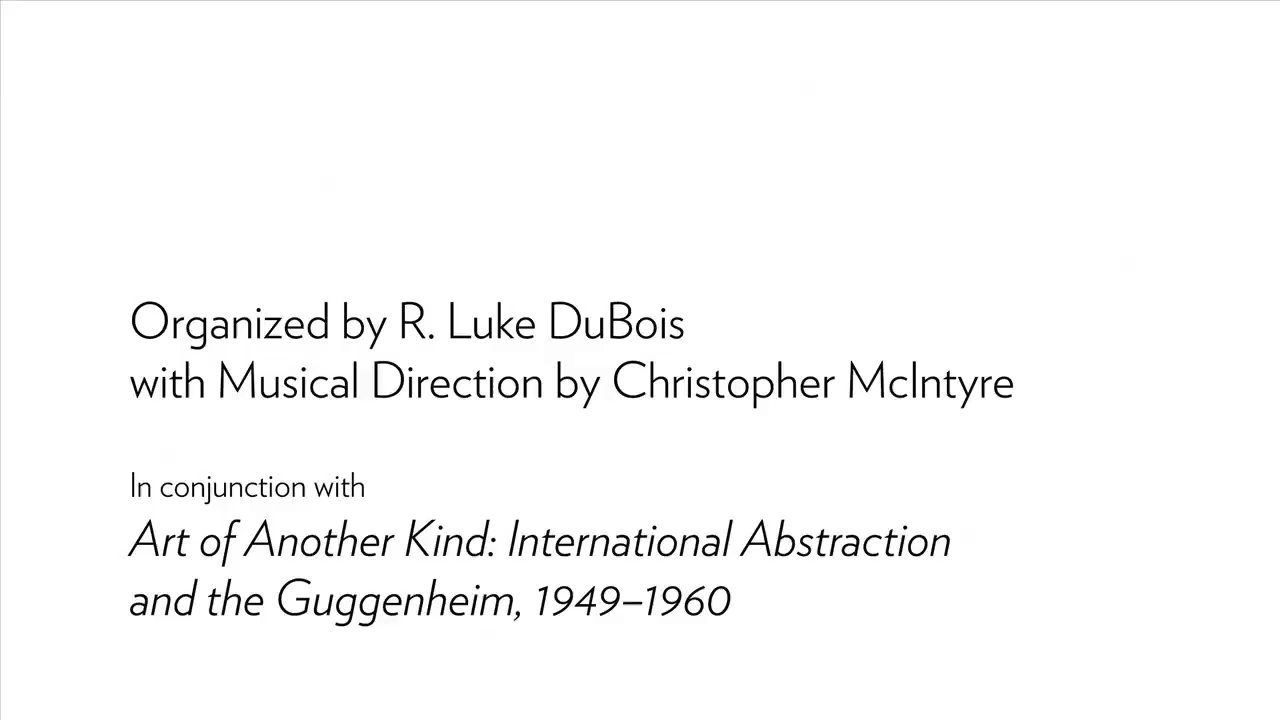 Organized by R. Luke DuBois
with Musical Direction by Christopher McIntyre
In conjunction with
Art of Another Kind: International Abstraction
and the Guggenheim, 1949–1960